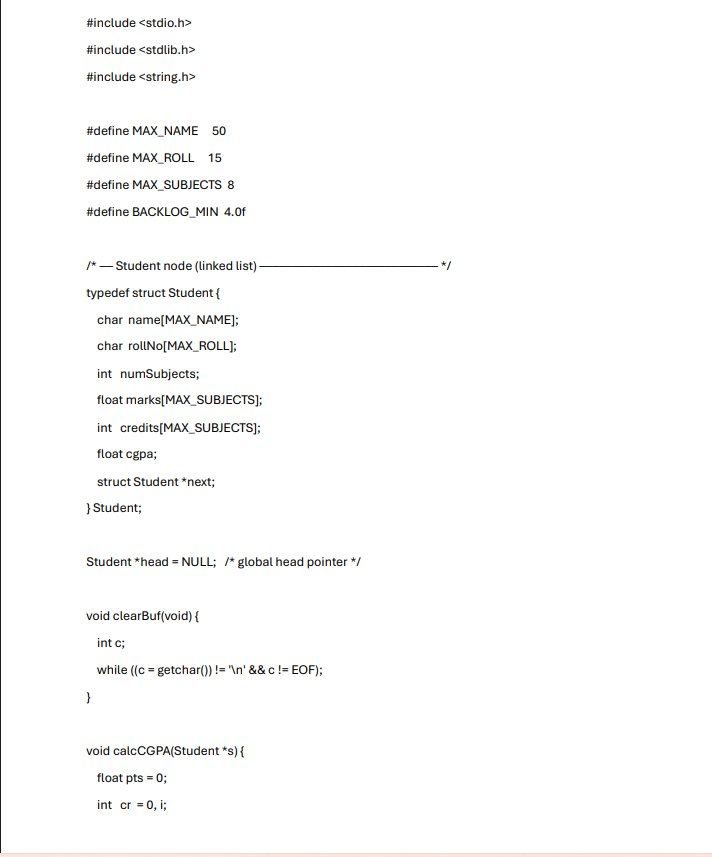 #include <stdio.h>
#include <stdlib.h>
#include <string.h>
#define MAX_NAME    50
#define MAX_ROLL    15
#define MAX_SUBJECTS  8
#define BACKLOG_MIN  4.0f
/* — Student node (linked list) —————————————— */
typedef struct Student {
    char  name[MAX_NAME];
    char  rollNo[MAX_ROLL];
    int   numSubjects;
    float marks[MAX_SUBJECTS];
    int   credits[MAX_SUBJECTS];
    float cgpa;
    struct Student *next;
} Student;
Student *head = NULL;   /* global head pointer */
void clearBuf(void) {
    int c;
    while ((c = getchar()) != '\n' && c != EOF);
}
void calcCGPA(Student *s) {
    float pts = 0;
    int   cr  = 0, i;